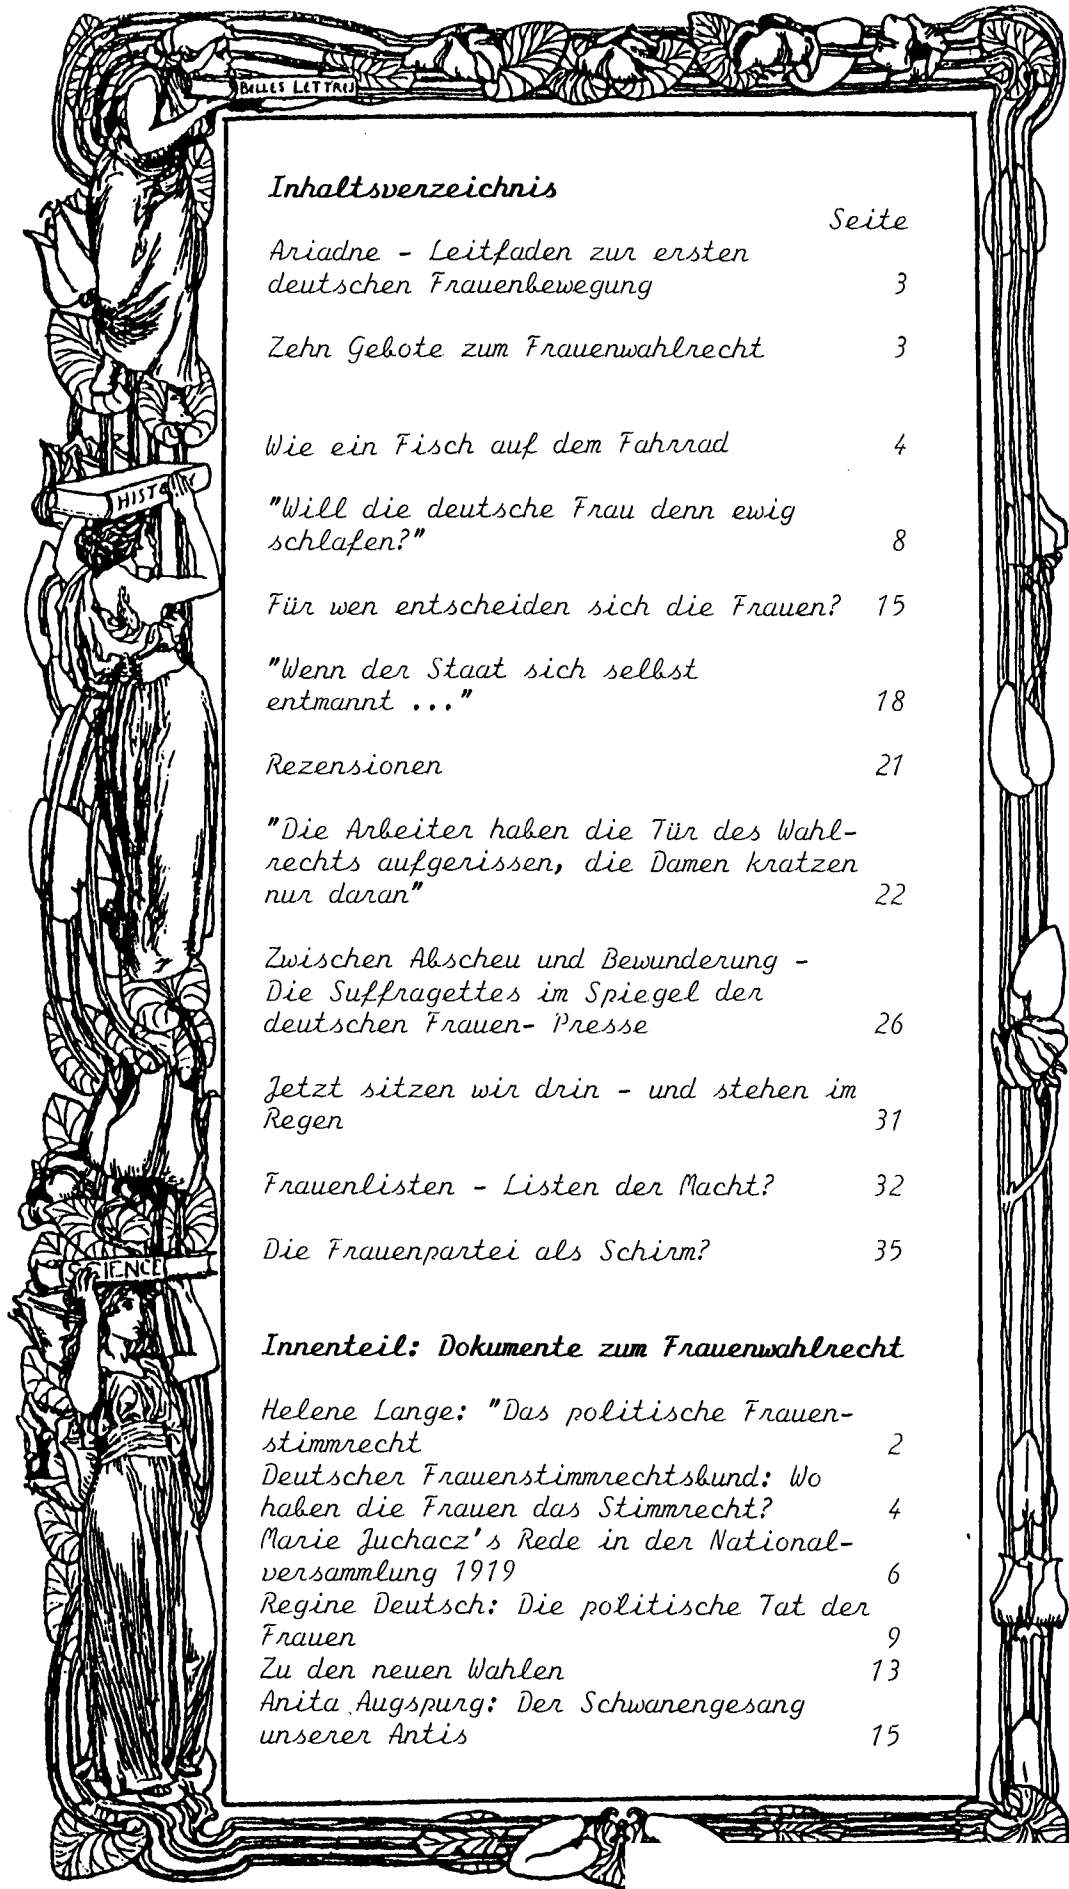 BELLES LETTRES
Inhaltsverzeichnis
Seite
Ariadne - Leitfaden zur ersten
deutschen Frauenbewegung 3
Zehn Gebote zum Frauenwahlrecht 3
Wie ein Fisch auf dem Fahrrad 4
HISTORY
"Will die deutsche Frau denn ewig
schlafen?" 8
Für wen entscheiden sich die Frauen? 15
"Wenn der Staat sich selbst
entmannt ..." 18
Rezensionen 21
"Die Arbeiter haben die Tür des Wahl-
rechts aufgerissen, die Damen kratzen
nur daran" 22
Zwischen Abscheu und Bewunderung -
Die Suffragettes im Spiegel der
deutschen Frauen- Presse 26
Jetzt sitzen wir drin - und stehen im
Regen 31
Frauenlisten - Listen der Macht? 32
Die Frauenpartei als Schirm? 35
SCIENCE
Innenteil: Dokumente zum Frauenwahlrecht
Helene Lange: "Das politische Frauen-
stimmrecht 2
Deutscher Frauenstimmrechtsbund: Wo
haben die Frauen das Stimmrecht? 4
Marie Juchacz's Rede in der National-
versammlung 1919 6
Regine Deutsch: Die politische Tat der
Frauen 9
Zu den neuen Wahlen 13
Anita Augspurg: Der Schwanengesang
unserer Antis 15